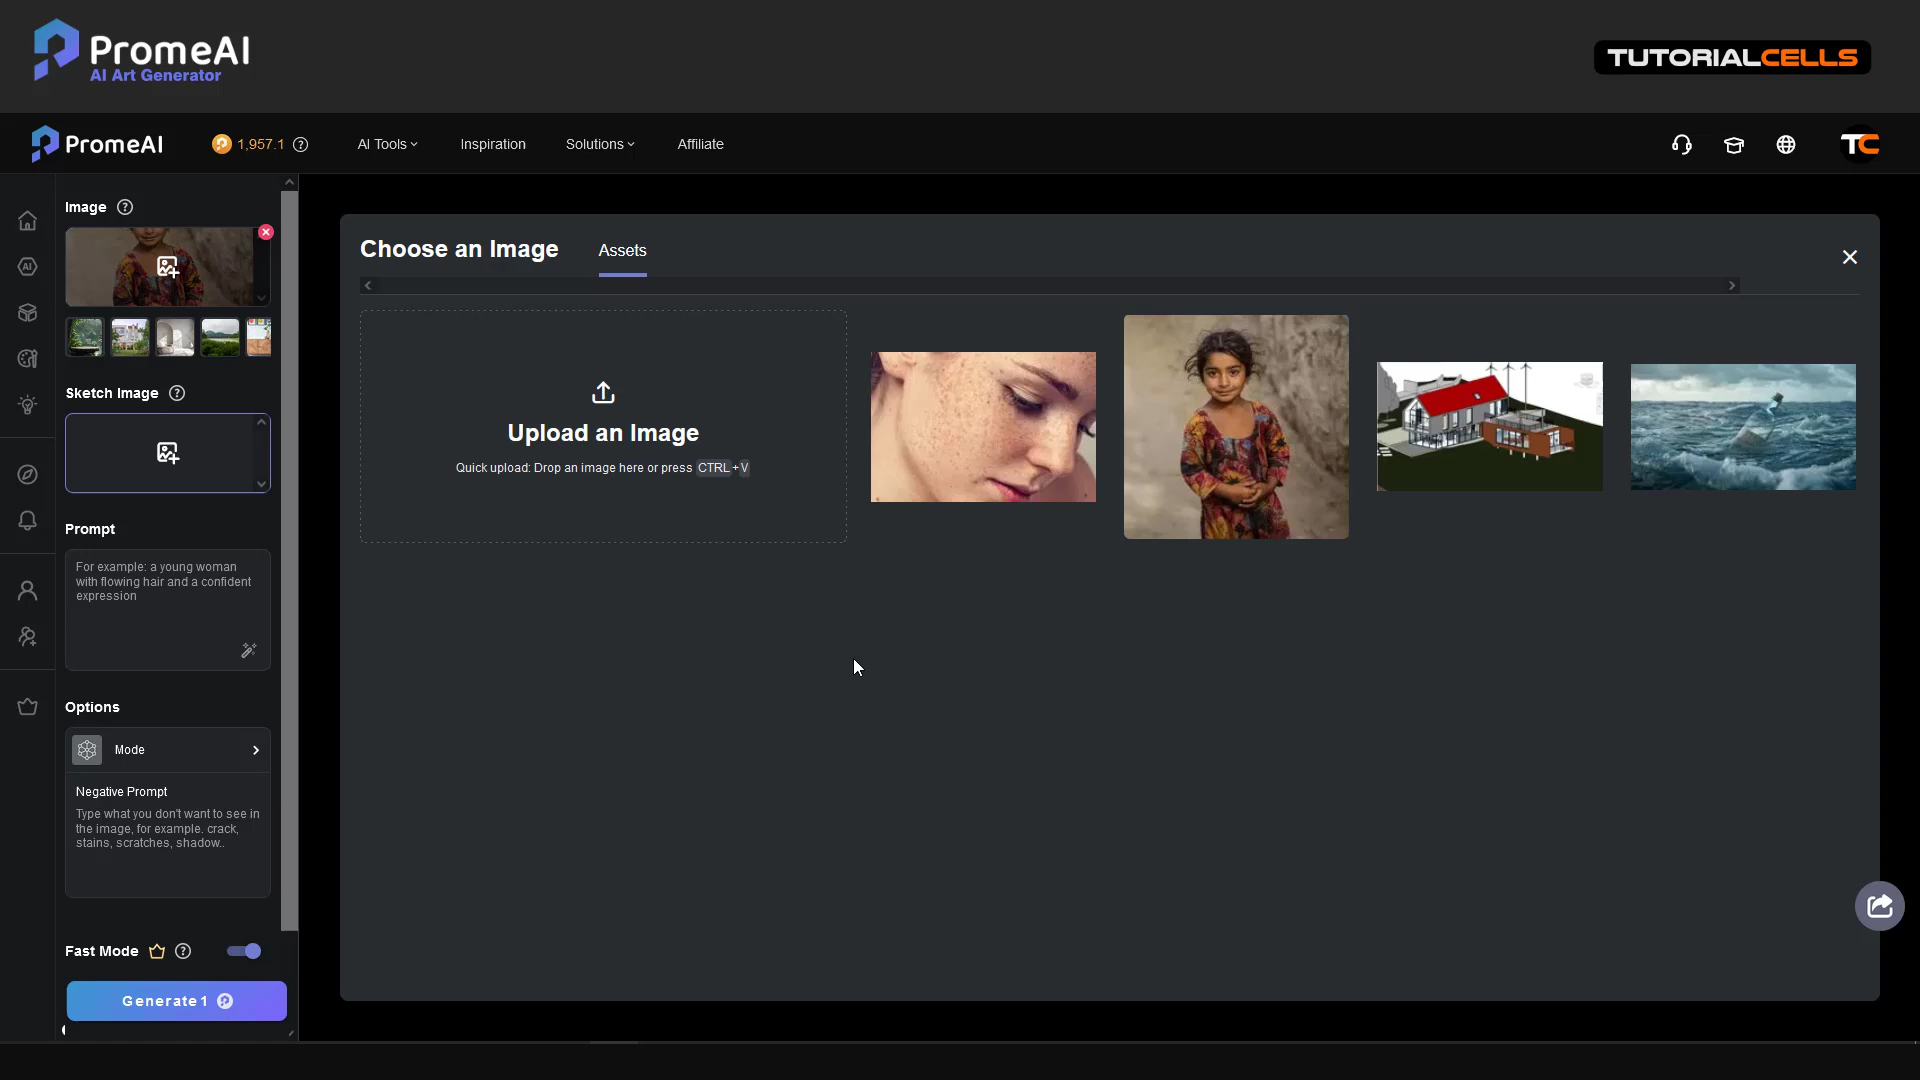 PromeAI
AI Art Generator
TUTORIALCELLS
PromeAI
1,957.1
AI Tools
Inspiration
Solutions
Affiliate
TC
Image
Choose an Image
Assets
Upload an Image
Quick upload: Drop an image here or press CTRL+V
Sketch Image
Prompt
For example: a young woman
with flowing hair and a confident
expression
Options
Mode
Negative Prompt
Type what you don't want to see in
the image, for example. crack,
stains, scratches, shadow..
Fast Mode
Generate 1